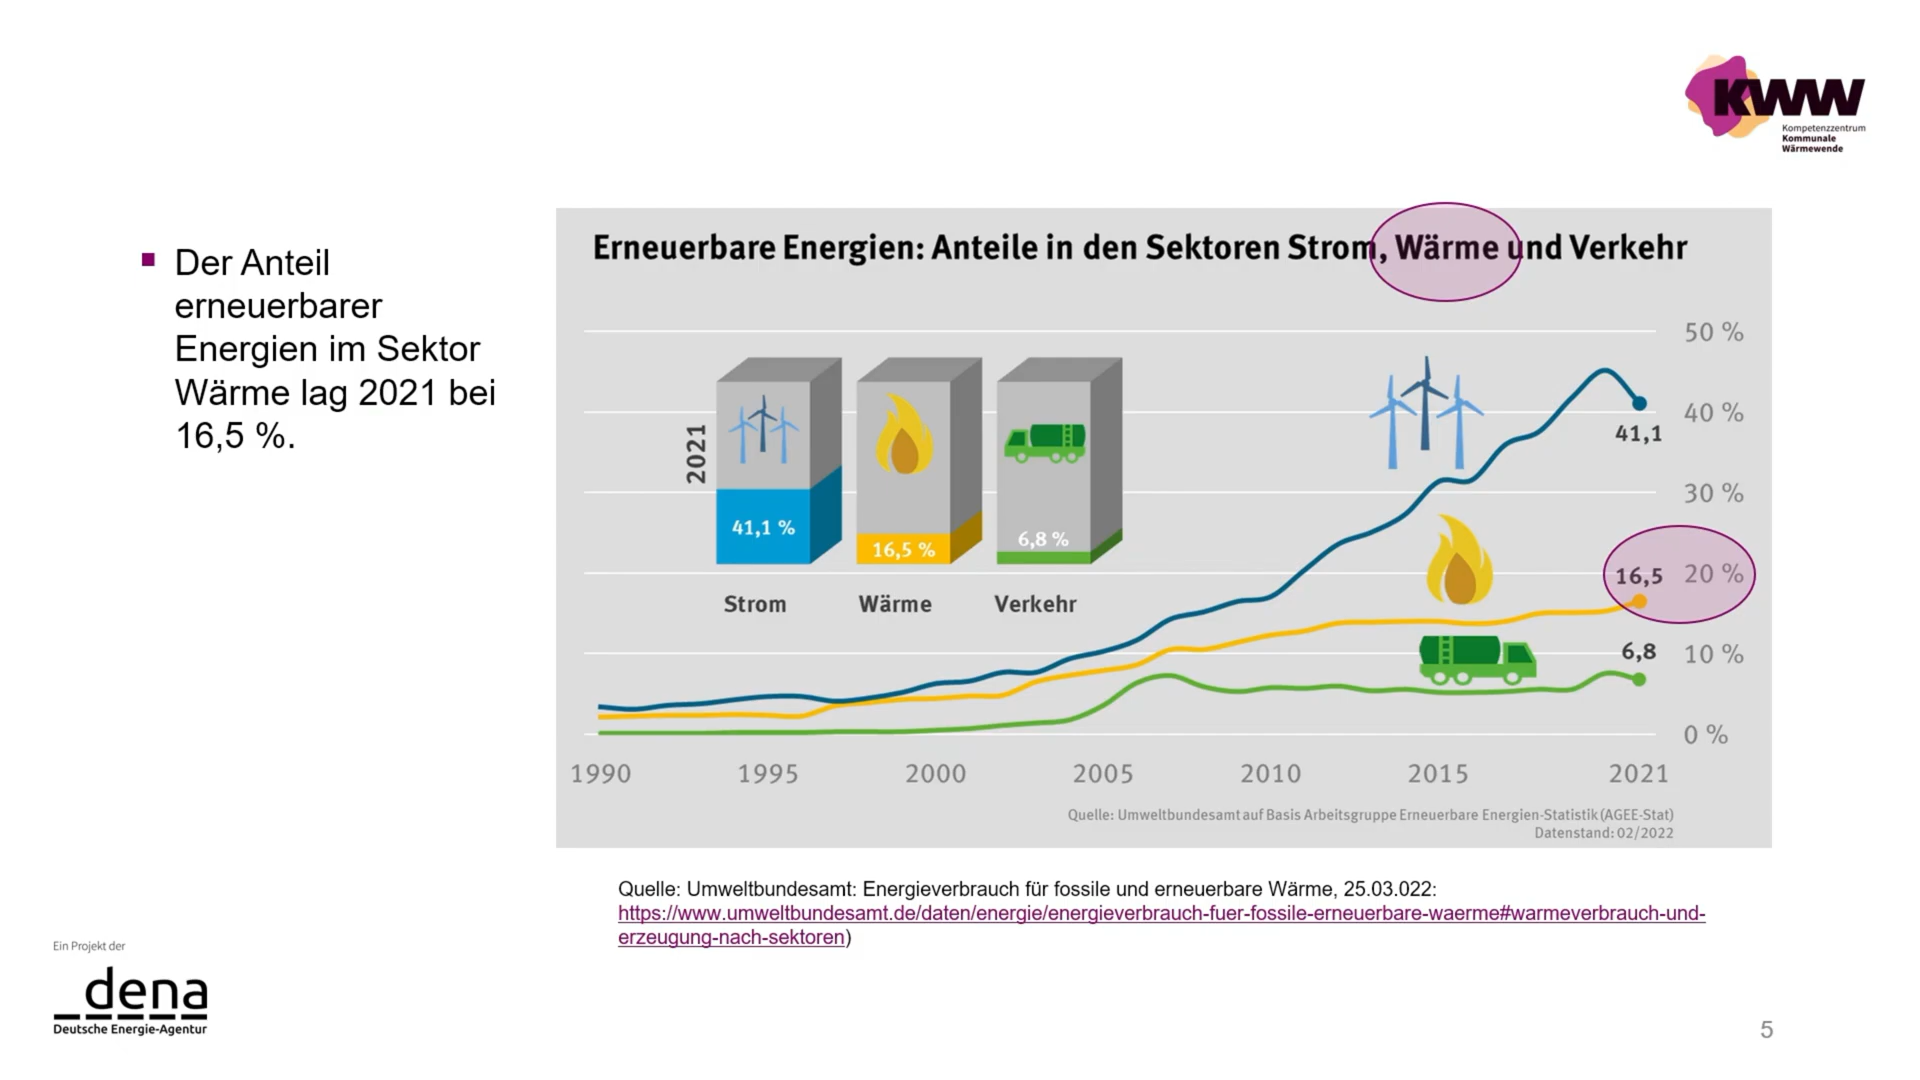 KWW
Kompetenzzentrum
Kommunale
Wärmewende
Der Anteil
erneuerbarer
Energien im Sektor
Wärme lag 2021 bei
16,5 %.
Erneuerbare Energien: Anteile in den Sektoren Strom, Wärme und Verkehr
50 %
40 %
30 %
20 %
10 %
0 %
2021
41,1 %
16,5 %
6,8 %
Strom
Wärme
Verkehr
41,1
16,5
6,8
1990
1995
2000
2005
2010
2015
2021
Quelle: Umweltbundesamt auf Basis Arbeitsgruppe Erneuerbare Energien-Statistik (AGEE-Stat)
Datenstand: 02/2022
Quelle: Umweltbundesamt: Energieverbrauch für fossile und erneuerbare Wärme, 25.03.022:
https://www.umweltbundesamt.de/daten/energie/energieverbrauch-fuer-fossile-erneuerbare-waerme#warmeverbrauch-und-
erzeugung-nach-sektoren)
Ein Projekt der
dena
Deutsche Energie-Agentur
5